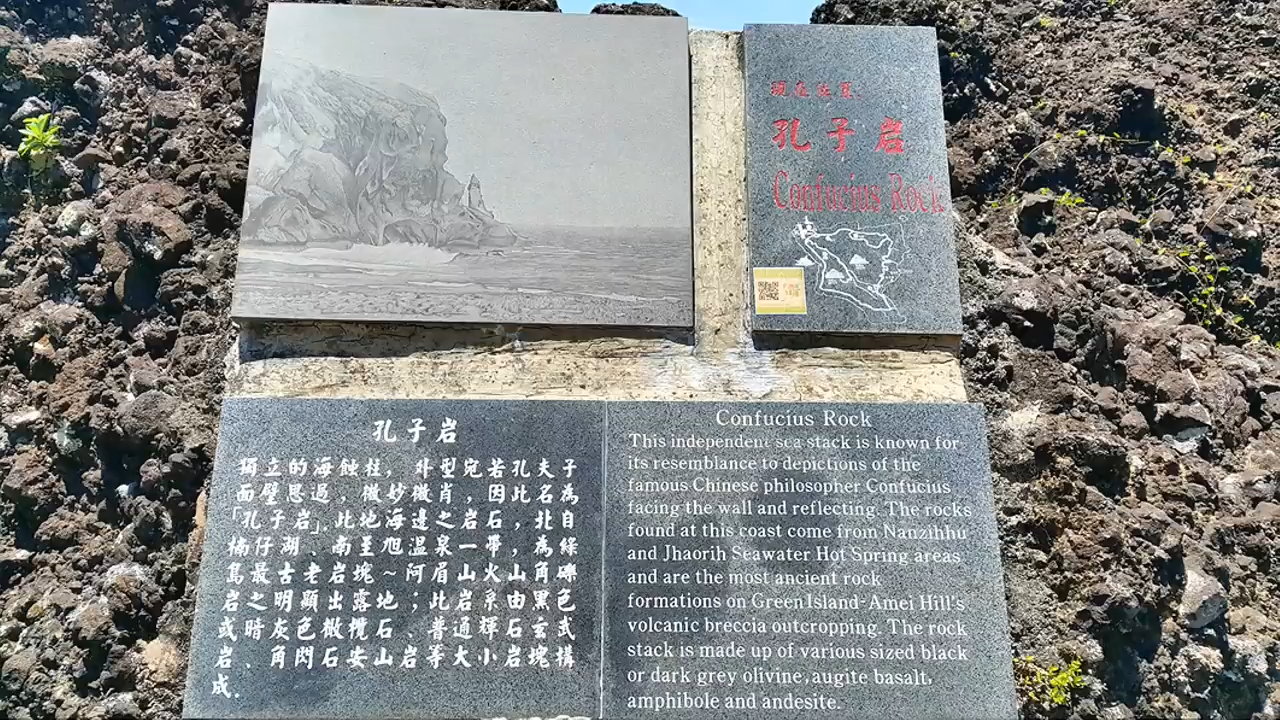 現在位置:
孔子岩
Confucius Rock
孔子岩
獨立的海蝕柱，外型宛若孔夫子
面壁思過，微妙微肖，因此名為
「孔子岩」。此地海邊之岩石，北自
楠仔湖、南至旭溫泉一帶，為綠
島最古老岩塊～阿眉山火山角礫
岩之明顯出露地；此岩系由黑色
或暗灰色橄欖石、普通輝石玄武
岩、角閃石安山岩等大小岩塊構
成。
Confucius Rock
This independent sea stack is known for
its resemblance to depictions of the
famous Chinese philosopher Confucius
facing the wall and reflecting. The rocks
found at this coast come from Nanzihhu
and Jhaorih Seawater Hot Spring areas
and are the most ancient rock
formations on Green Island-Amei Hill's
volcanic breccia outcropping. The rock
stack is made up of various sized black
or dark grey olivine, augite basalt,
amphibole and andesite.